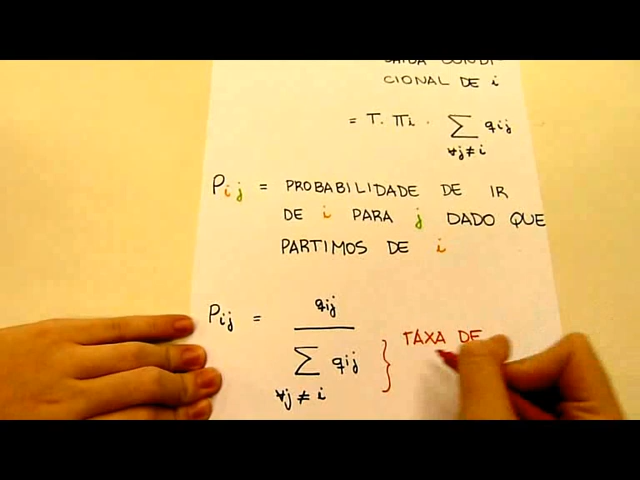 CIONAL DE i
= T. πi . ∑ qij
∀j≠i
Pij = PROBABILIDADE DE IR
DE i PARA j DADO QUE
PARTIMOS DE i
Pij = qij
∑ qij } TAXA DE
∀j≠i